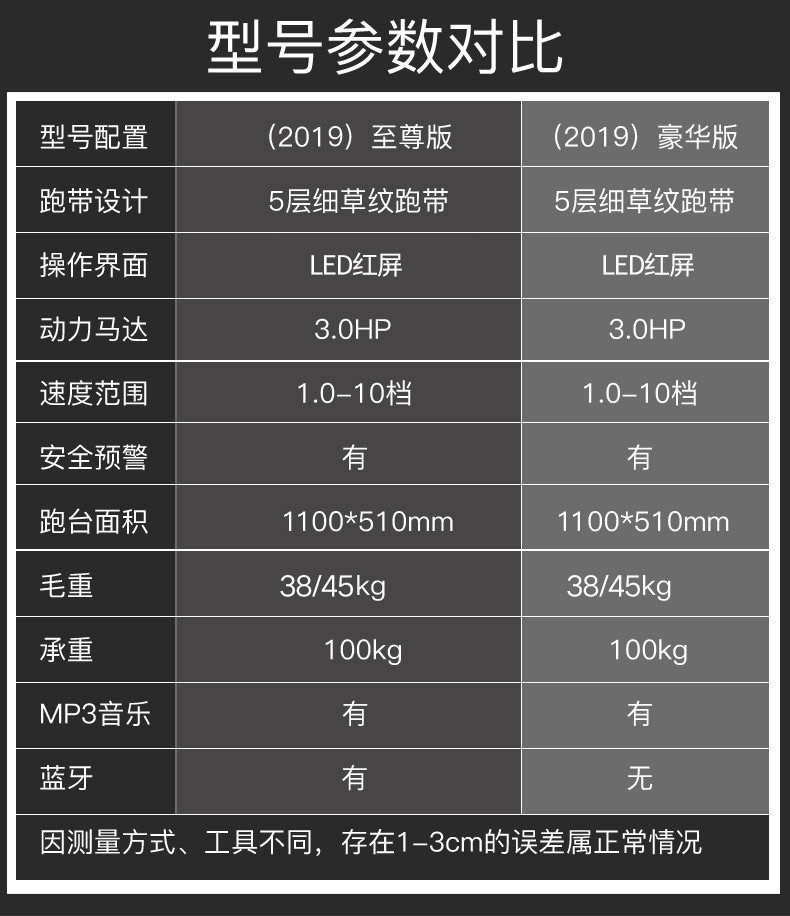 型号参数对比
型号配置 （2019）至尊版 （2019）豪华版
跑带设计 5层细草纹跑带 5层细草纹跑带
操作界面 LED红屏 LED红屏
动力马达 3.0HP 3.0HP
速度范围 1.0–10档 1.0–10档
安全预警 有 有
跑台面积 1100*510mm 1100*510mm
毛重 38/45kg 38/45kg
承重 100kg 100kg
MP3音乐 有 有
蓝牙 有 无
因测量方式、工具不同，存在1–3cm的误差属正常情况